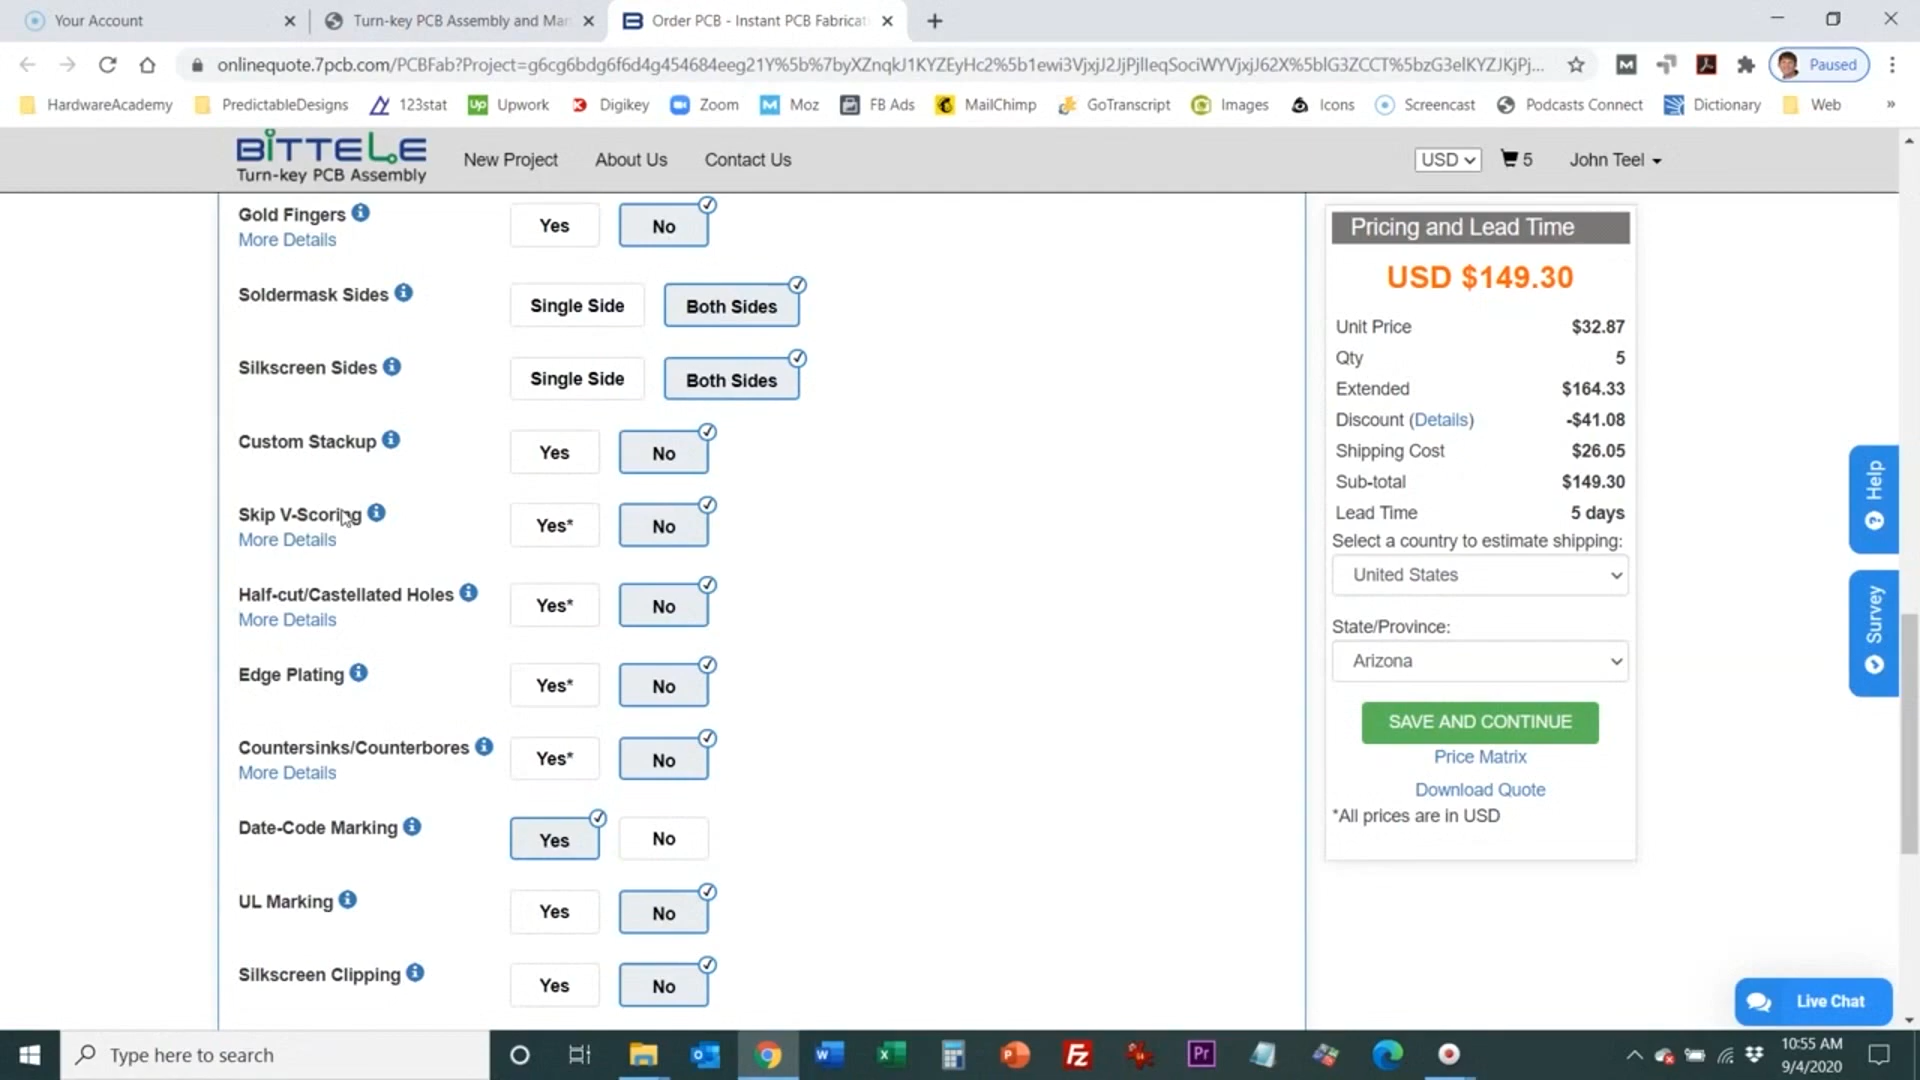 Your Account
Turn-key PCB Assembly and Man
Order PCB - Instant PCB Fabricat
onlinequote.7pcb.com/PCBFab?Project=
Paused
HardwareAcademy
PredictableDesigns
123stat
Upwork
Digikey
Zoom
Moz
FB Ads
MailChimp
GoTranscript
Images
Icons
Screencast
Podcasts Connect
Dictionary
Web
»
BITTELE
Turn-key PCB Assembly
New Project
About Us
Contact Us
USD
5
John Teel
Gold Fingers
Yes
No
More Details
Soldermask Sides
Single Side
Both Sides
Silkscreen Sides
Single Side
Both Sides
Custom Stackup
Yes
No
Skip V-Scoring
Yes*
No
More Details
Half-cut/Castellated Holes
Yes*
No
More Details
Edge Plating
Yes*
No
Countersinks/Counterbores
Yes*
No
More Details
Date-Code Marking
Yes
No
UL Marking
Yes
No
Silkscreen Clipping
Yes
No
Pricing and Lead Time
USD $149.30
Unit Price $32.87
Qty 5
Extended $164.33
Discount (Details) -$41.08
Shipping Cost $26.05
Sub-total $149.30
Lead Time 5 days
Select a country to estimate shipping:
United States
State/Province:
Arizona
SAVE AND CONTINUE
Price Matrix
Download Quote
*All prices are in USD
Help
Survey
Live Chat
Type here to search
10:55 AM
9/4/2020